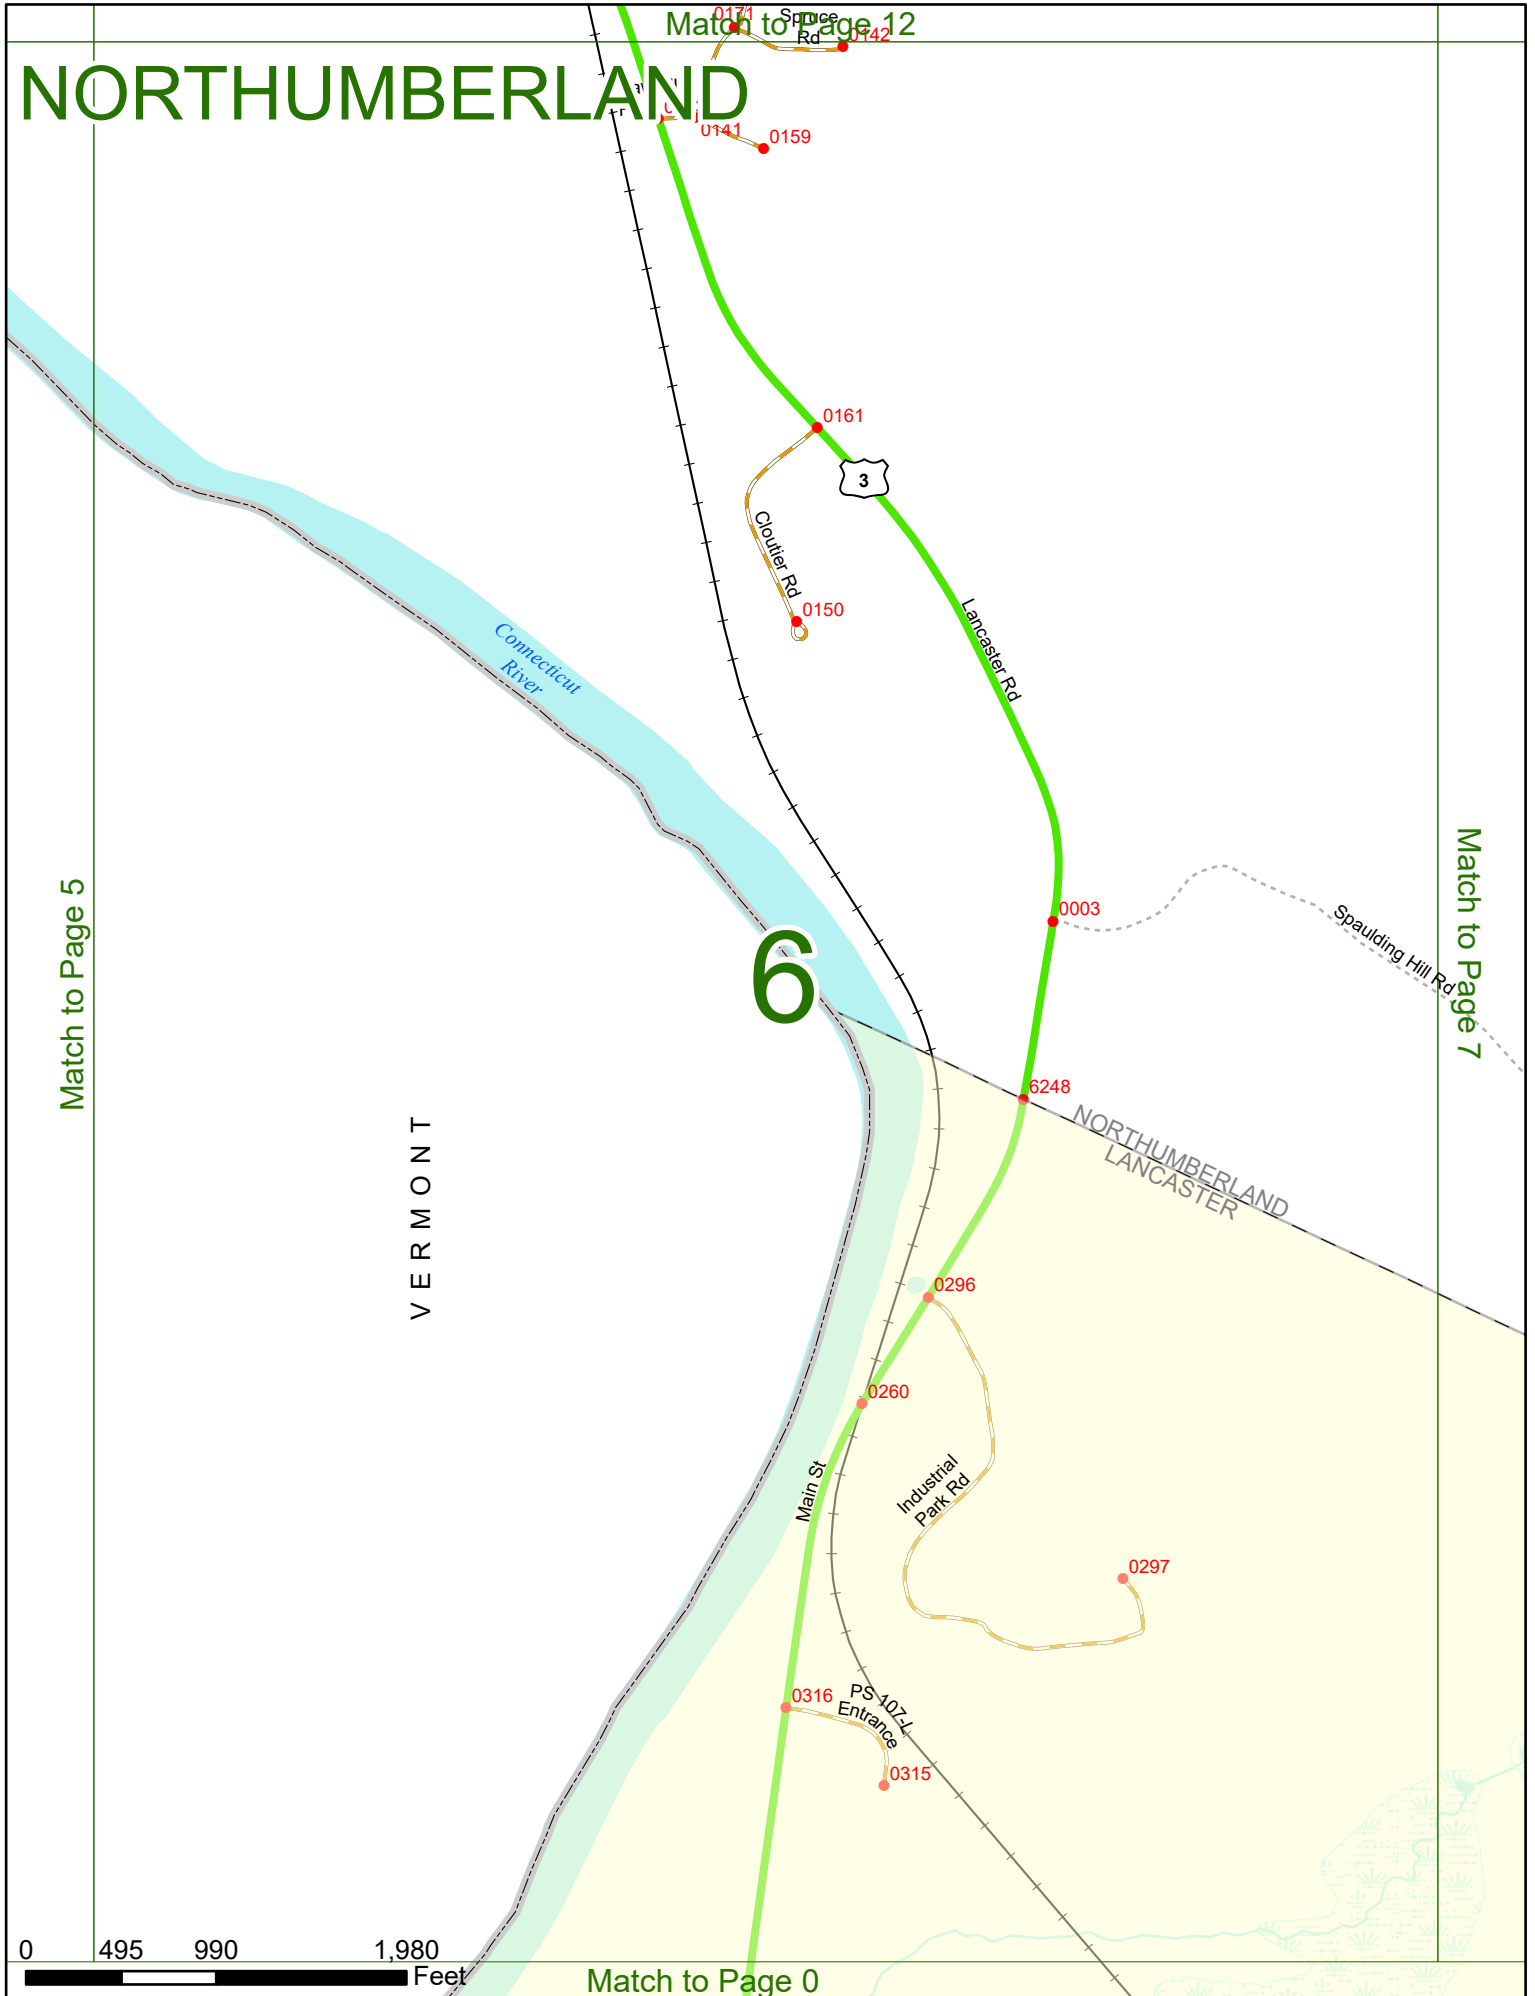 0171
Spruce
Rd
Match to Page 12
0142
NORTHUMBERLAND
0141
0159
0161
3
Cloutier Rd
0150
Lancaster Rd
Connecticut
River
0003
Spaulding Hill Rd
Match to Page 5
Match to Page 7
6
6248
NORTHUMBERLAND
LANCASTER
VERMONT
0296
0260
Main St
Industrial
Park Rd
0297
0316
PS 107-L
Entrance
0315
0 495 990 1,980
Feet
Match to Page 0